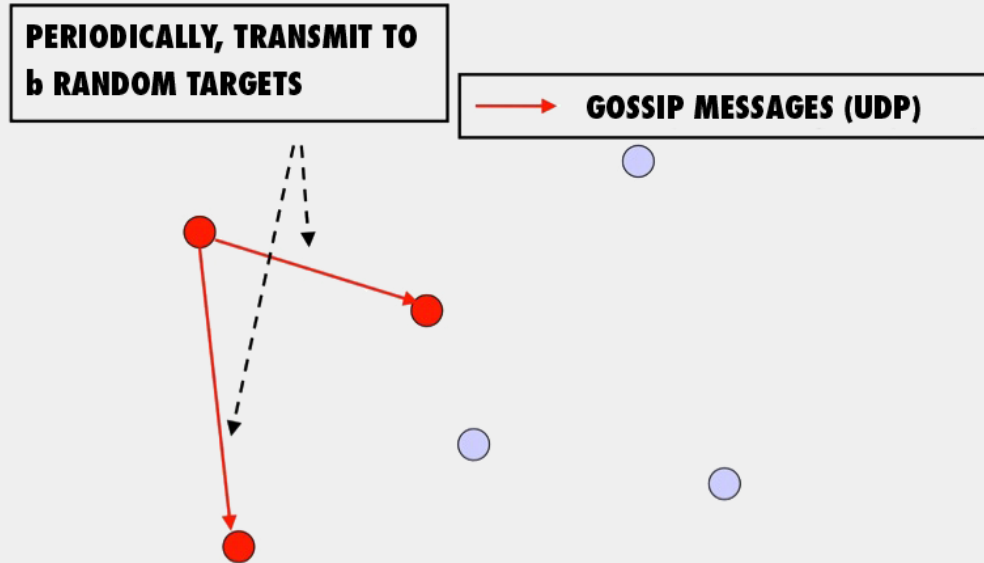 PERIODICALLY, TRANSMIT TO
b RANDOM TARGETS
GOSSIP MESSAGES (UDP)